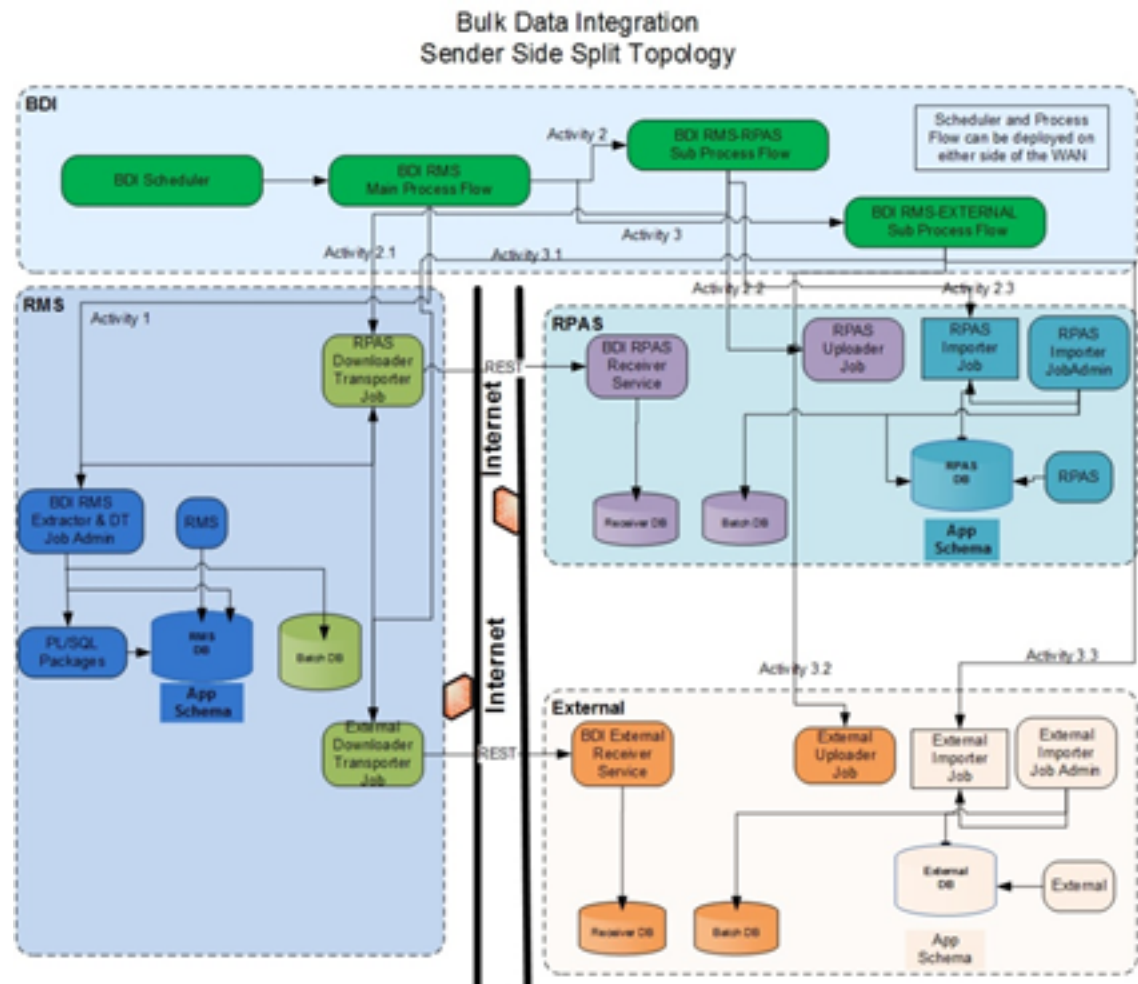 Bulk Data Integration
Sender Side Split Topology
BDI
BDI Scheduler
BDI RMS
Main Process Flow
Activity 2
BDI RMS-RPAS
Sub Process Flow
Scheduler and Process
Flow can be deployed on
either side of the WAN
Activity 3
BDI RMS-EXTERNAL
Sub Process Flow
Activity 2.1
Activity 3.1
Activity 2.2
Activity 2.3
RMS
Activity 1
RPAS
Downloader
Transporter
Job
REST
Internet
BDI RMS
Extractor & DT
Job Admin
RMS
PL/SQL
Packages
RMS
DB
App
Schema
Batch DB
External
Downloader
Transporter
Job
REST
Internet
RPAS
BDI RPAS
Receiver
Service
RPAS
Uploader
Job
RPAS
Importer
Job
RPAS
Importer
JobAdmin
Receiver DB
Batch DB
RPAS
DB
RPAS
App
Schema
Activity 3.2
Activity 3.3
External
BDI External
Receiver
Service
External
Uploader
Job
External
Importer
Job
External
Importer
Job Admin
Receiver DB
Batch DB
External
DB
External
App
Schema